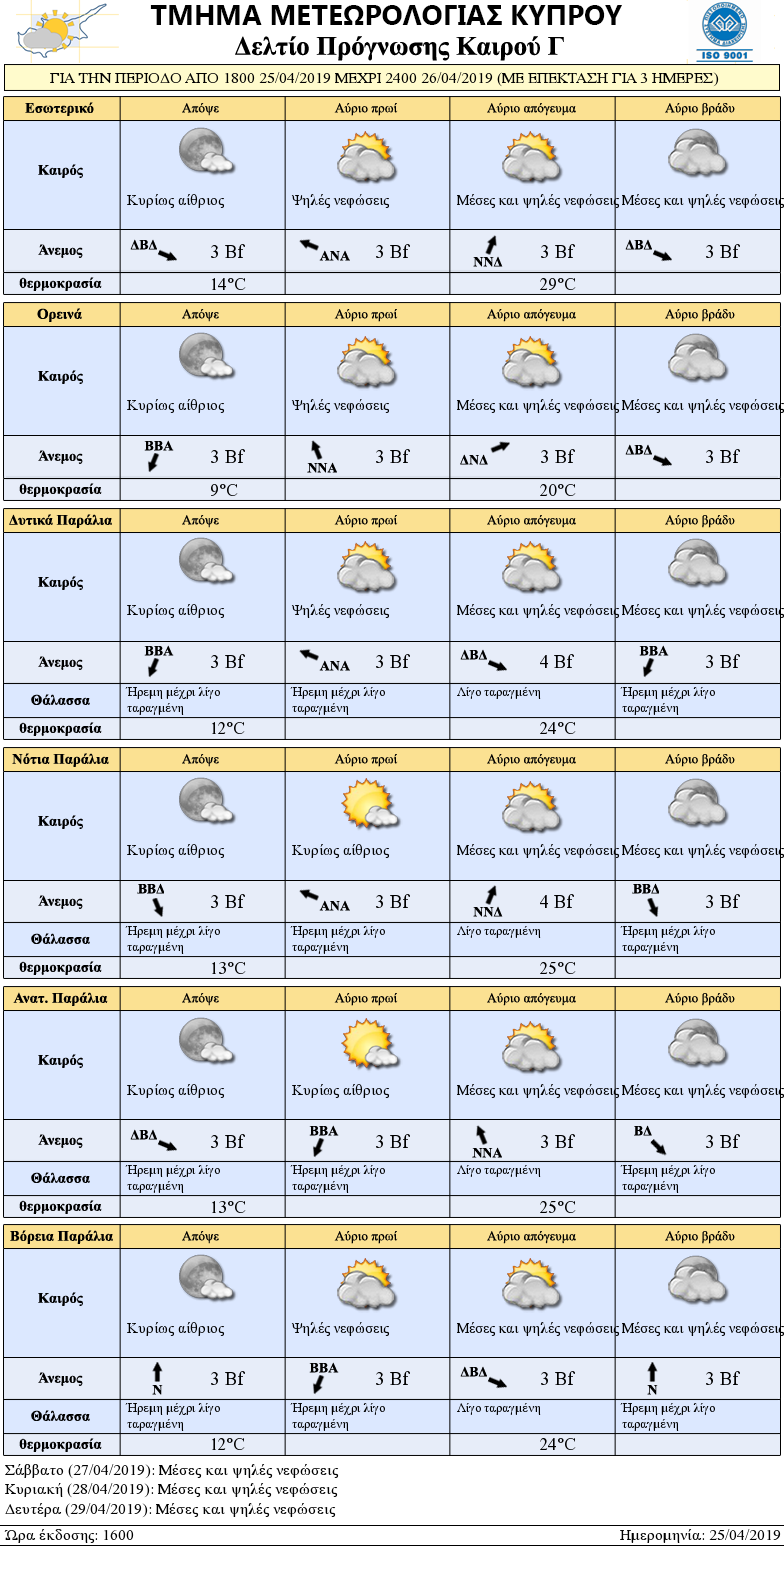 ΤΜΗΜΑ ΜΕΤΕΩΡΟΛΟΓΙΑΣ ΚΥΠΡΟΥ
Δελτίο Πρόγνωσης Καιρού Γ
ISO 9001
ΓΙΑ ΤΗΝ ΠΕΡΙΟΔΟ ΑΠΟ 1800 25/04/2019 ΜΕΧΡΙ 2400 26/04/2019 (ΜΕ ΕΠΕΚΤΑΣΗ ΓΙΑ 3 ΗΜΕΡΕΣ)
Εσωτερικό Απόψε Αύριο πρωί Αύριο απόγευμα Αύριο βράδυ
Καιρός
Κυρίως αίθριος Ψηλές νεφώσεις Μέσες και ψηλές νεφώσεις Μέσες και ψηλές νεφώσεις
Άνεμος ΔΒΔ 3 Bf ΑΝΑ 3 Bf ΝΝΔ 3 Bf ΔΒΔ 3 Bf
θερμοκρασία 14°C 29°C
Ορεινά Απόψε Αύριο πρωί Αύριο απόγευμα Αύριο βράδυ
Καιρός
Κυρίως αίθριος Ψηλές νεφώσεις Μέσες και ψηλές νεφώσεις Μέσες και ψηλές νεφώσεις
Άνεμος ΒΒΑ 3 Bf ΝΝΑ 3 Bf ΔΝΔ 3 Bf ΔΒΔ 3 Bf
θερμοκρασία 9°C 20°C
Δυτικά Παράλια Απόψε Αύριο πρωί Αύριο απόγευμα Αύριο βράδυ
Καιρός
Κυρίως αίθριος Ψηλές νεφώσεις Μέσες και ψηλές νεφώσεις Μέσες και ψηλές νεφώσεις
Άνεμος ΒΒΑ 3 Bf ΑΝΑ 3 Bf ΔΒΔ 4 Bf ΒΒΑ 3 Bf
Θάλασσα Ήρεμη μέχρι λίγο Ήρεμη μέχρι λίγο Λίγο ταραγμένη Ήρεμη μέχρι λίγο
ταραγμένη ταραγμένη ταραγμένη
θερμοκρασία 12°C 24°C
Νότια Παράλια Απόψε Αύριο πρωί Αύριο απόγευμα Αύριο βράδυ
Καιρός
Κυρίως αίθριος Κυρίως αίθριος Μέσες και ψηλές νεφώσεις Μέσες και ψηλές νεφώσεις
Άνεμος ΒΒΔ 3 Bf ΑΝΑ 3 Bf ΝΝΔ 4 Bf ΒΒΔ 3 Bf
Θάλασσα Ήρεμη μέχρι λίγο Ήρεμη μέχρι λίγο Λίγο ταραγμένη Ήρεμη μέχρι λίγο
ταραγμένη ταραγμένη ταραγμένη
θερμοκρασία 13°C 25°C
Ανατ. Παράλια Απόψε Αύριο πρωί Αύριο απόγευμα Αύριο βράδυ
Καιρός
Κυρίως αίθριος Κυρίως αίθριος Μέσες και ψηλές νεφώσεις Μέσες και ψηλές νεφώσεις
Άνεμος ΔΒΔ 3 Bf ΒΒΑ 3 Bf ΝΝΑ 3 Bf ΒΔ 3 Bf
Θάλασσα Ήρεμη μέχρι λίγο Ήρεμη μέχρι λίγο Λίγο ταραγμένη Ήρεμη μέχρι λίγο
ταραγμένη ταραγμένη ταραγμένη
θερμοκρασία 13°C 25°C
Βόρεια Παράλια Απόψε Αύριο πρωί Αύριο απόγευμα Αύριο βράδυ
Καιρός
Κυρίως αίθριος Ψηλές νεφώσεις Μέσες και ψηλές νεφώσεις Μέσες και ψηλές νεφώσεις
Άνεμος Ν 3 Bf ΒΒΑ 3 Bf ΔΒΔ 3 Bf Ν 3 Bf
Θάλασσα Ήρεμη μέχρι λίγο Ήρεμη μέχρι λίγο Λίγο ταραγμένη Ήρεμη μέχρι λίγο
ταραγμένη ταραγμένη ταραγμένη
θερμοκρασία 12°C 24°C
Σάββατο (27/04/2019): Μέσες και ψηλές νεφώσεις
Κυριακή (28/04/2019): Μέσες και ψηλές νεφώσεις
Δευτέρα (29/04/2019): Μέσες και ψηλές νεφώσεις
Ώρα έκδοσης: 1600 Ημερομηνία: 25/04/2019